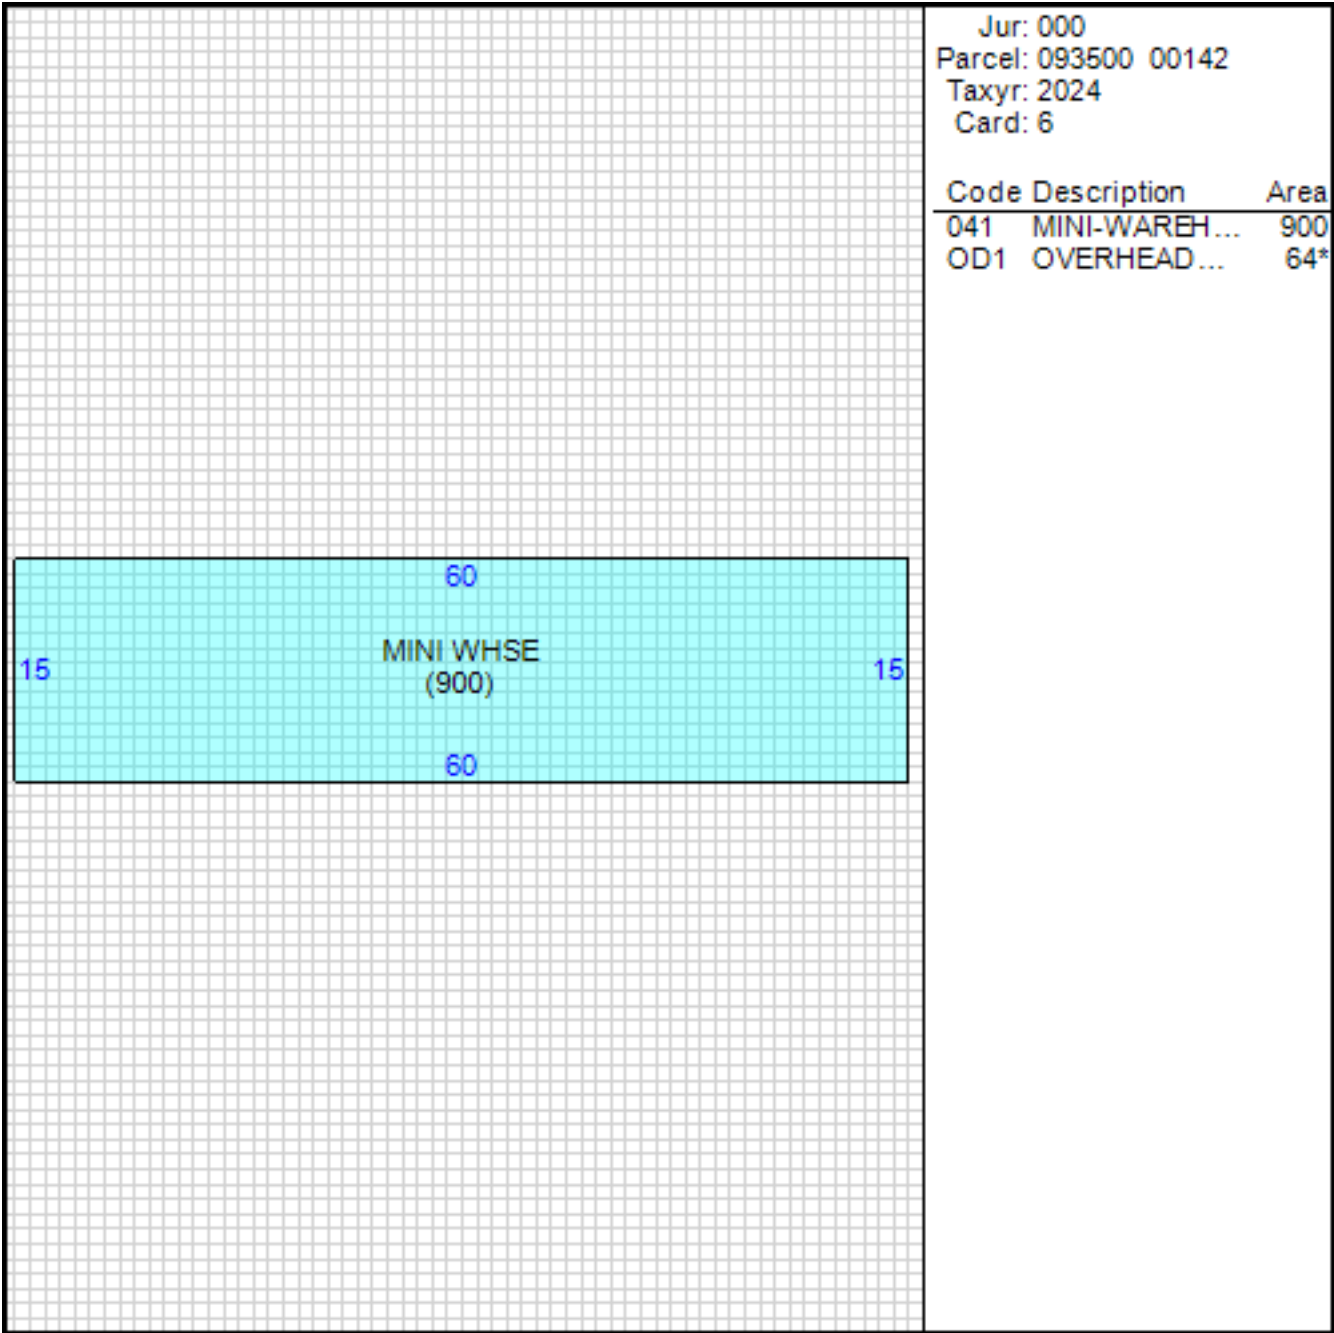 Jur: 000
Parcel: 093500 00142
Taxyr: 2024
Card: 6
Code Description Area
041 MINI-WAREH... 900
OD1 OVERHEAD... 64*
60
MINI WHSE
15 15
(900)
60